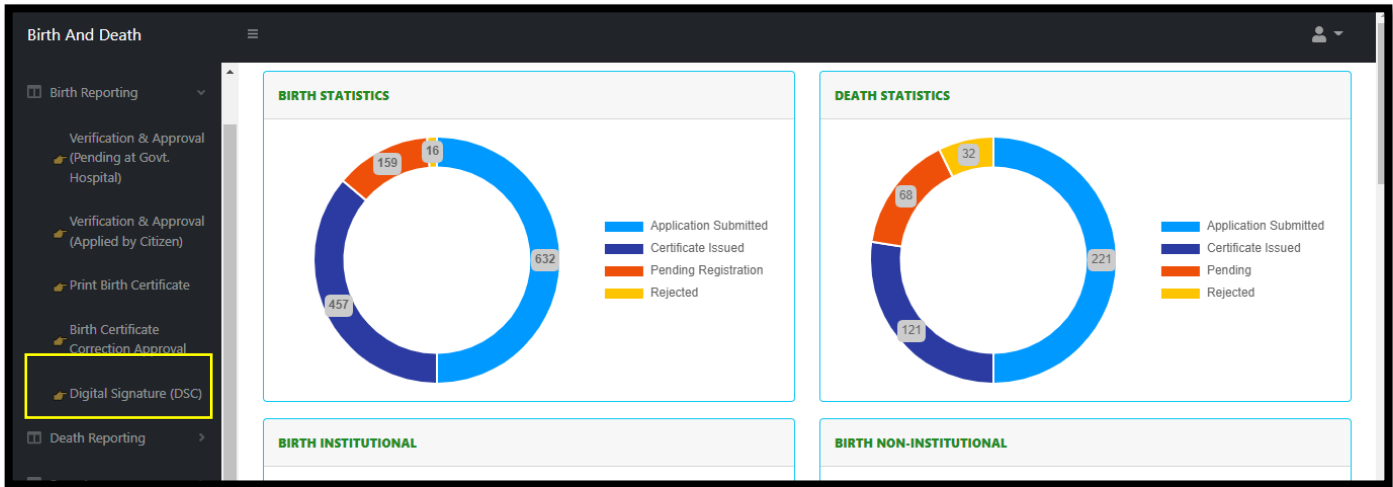 Birth And Death
Birth Reporting
Verification & Approval
(Pending at Govt.
Hospital)
Verification & Approval
(Applied by Citizen)
Print Birth Certificate
Birth Certificate
Correction Approval
Digital Signature (DSC)
Death Reporting
BIRTH STATISTICS
159
16
632
457
Application Submitted
Certificate Issued
Pending Registration
Rejected
DEATH STATISTICS
32
68
221
121
Application Submitted
Certificate Issued
Pending
Rejected
BIRTH INSTITUTIONAL
BIRTH NON-INSTITUTIONAL